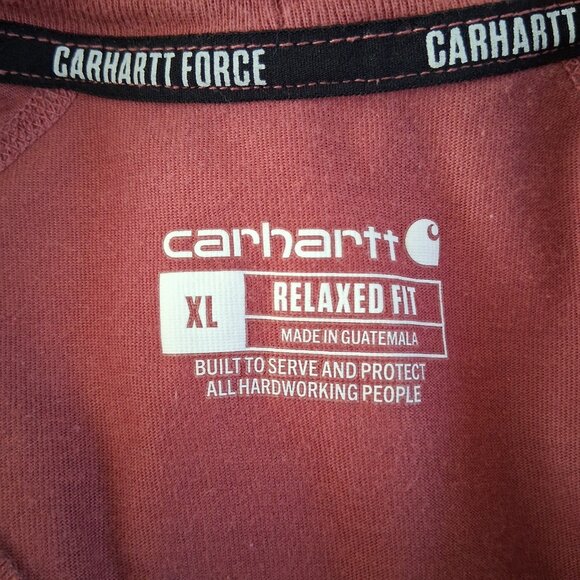 CARHARTT FORCE
CARHARTT
carhartt
XL
RELAXED FIT
MADE IN GUATEMALA
BUILT TO SERVE AND PROTECT
ALL HARDWORKING PEOPLE